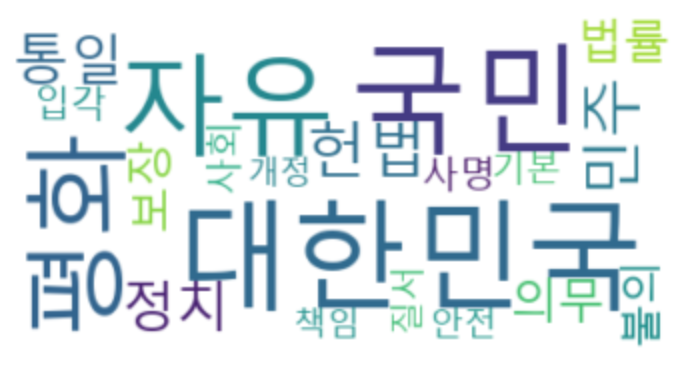 통일
자유
국민
법률
입각
사회
헌법
민주
개정
사명
기본
평화
보장
대한민국
정치
책임
질서
안전
의무
불의